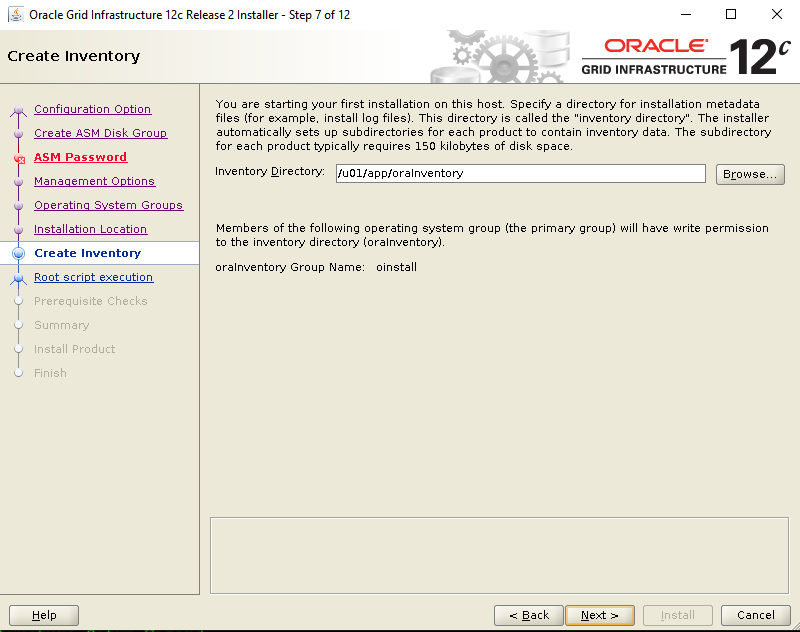 Oracle Grid Infrastructure 12c Release 2 Installer - Step 7 of 12
Create Inventory
ORACLE®
GRID INFRASTRUCTURE
12c
Configuration Option
Create ASM Disk Group
ASM Password
Management Options
Operating System Groups
Installation Location
Create Inventory
Root script execution
Prerequisite Checks
Summary
Install Product
Finish
You are starting your first installation on this host. Specify a directory for installation metadata
files (for example, install log files). This directory is called the "inventory directory". The installer
automatically sets up subdirectories for each product to contain inventory data. The subdirectory
for each product typically requires 150 kilobytes of disk space.
Inventory Directory: /u01/app/oraInventory Browse...
Members of the following operating system group (the primary group) will have write permission
to the inventory directory (oraInventory).
oraInventory Group Name: oinstall
Help < Back Next > Install Cancel